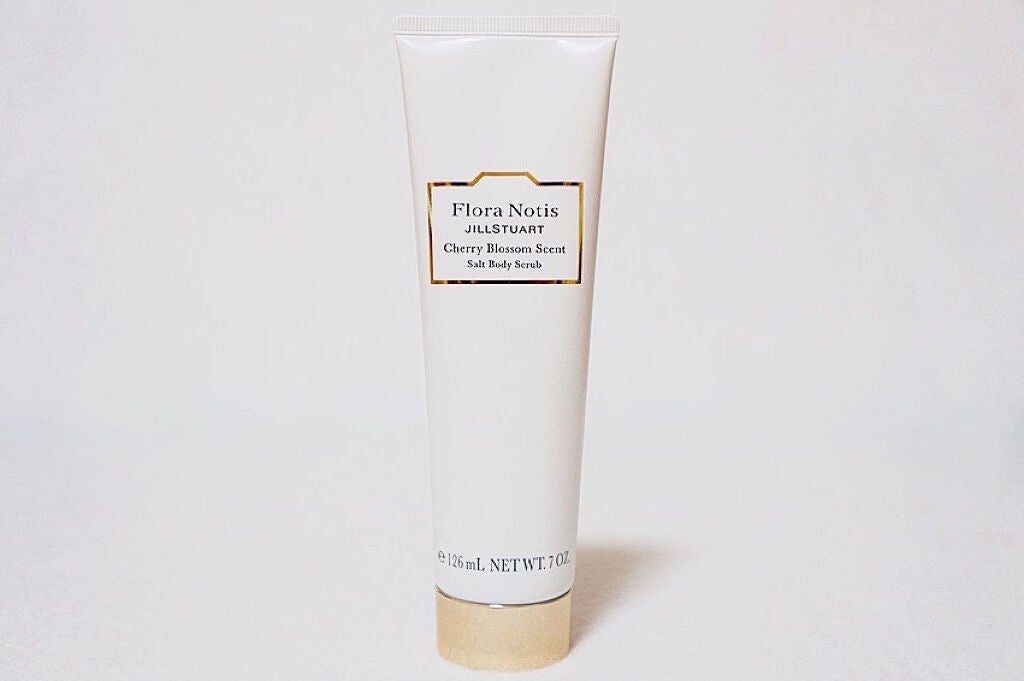 Flora Notis
JILLSTUART
Cherry Blossom Scent
Salt Body Scrub
℮ 126 mL NET WT. 7 OZ.